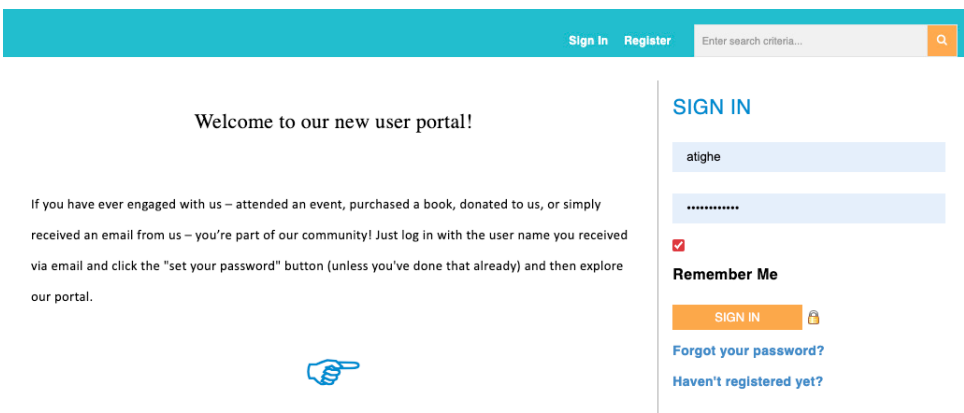 Sign In Register Enter search criteria...
Welcome to our new user portal!
If you have ever engaged with us – attended an event, purchased a book, donated to us, or simply
received an email from us – you're part of our community! Just log in with the user name you received
via email and click the "set your password" button (unless you've done that already) and then explore
our portal.
SIGN IN
atighe
••••••••••••
Remember Me
SIGN IN
Forgot your password?
Haven't registered yet?